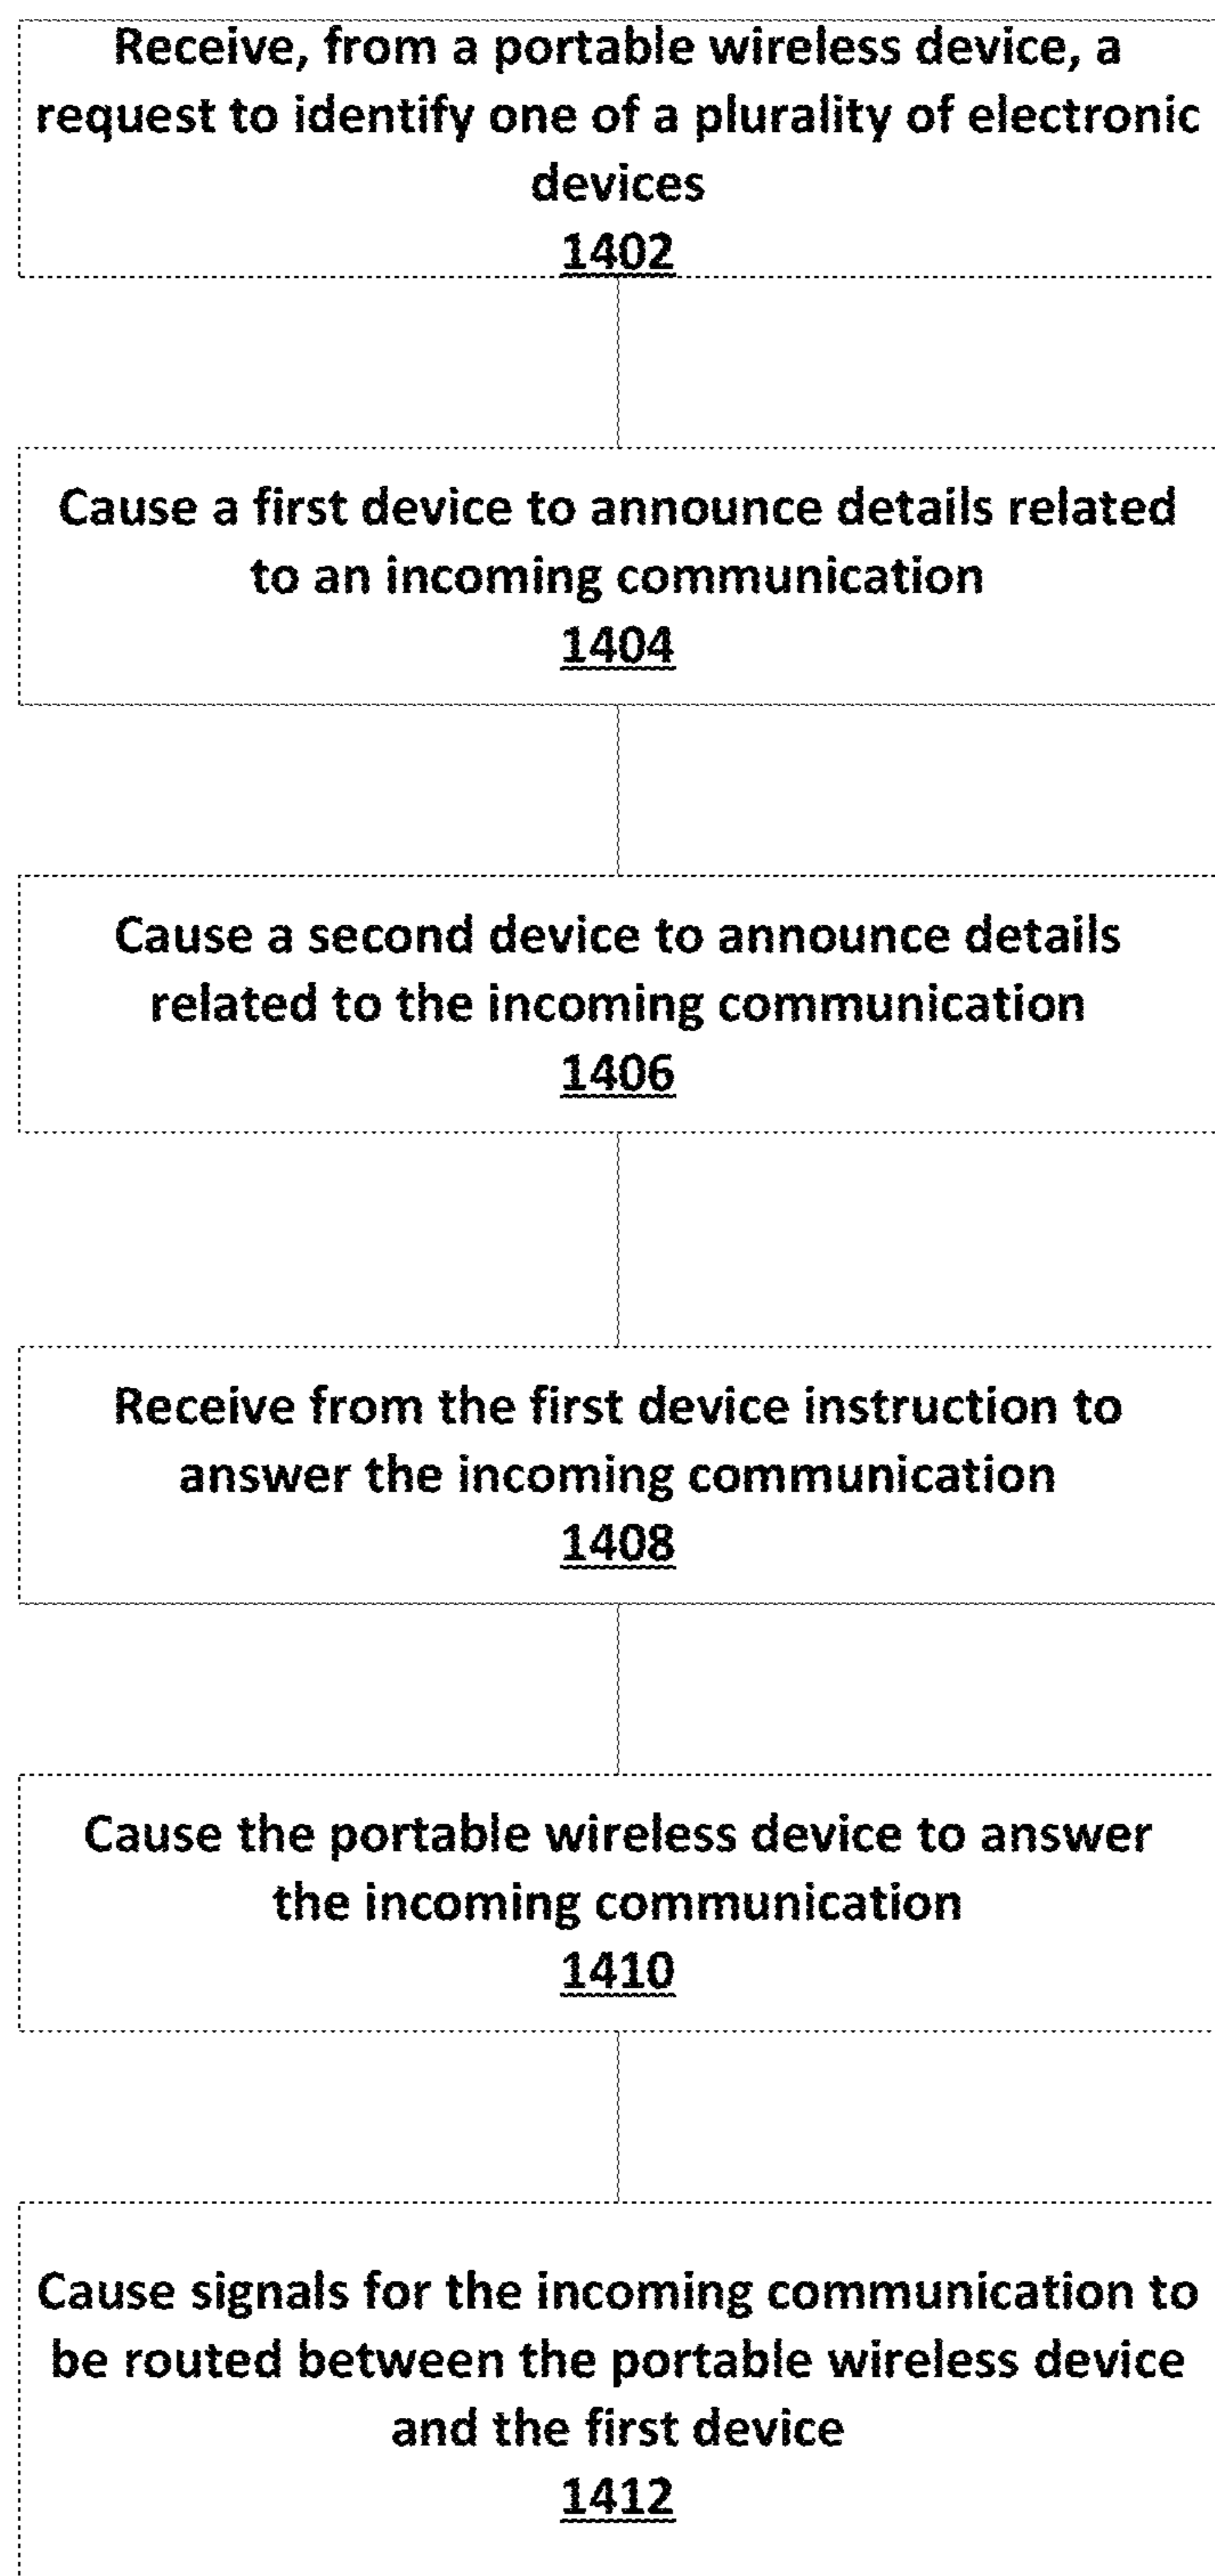 Receive, from a portable wireless device, a
request to identify one of a plurality of electronic
devices
1402
Cause a first device to announce details related
to an incoming communication
1404
Cause a second device to announce details
related to the incoming communication
1406
Receive from the first device instruction to
answer the incoming communication
1408
Cause the portable wireless device to answer
the incoming communication
1410
Cause signals for the incoming communication to
be routed between the portable wireless device
and the first device
1412